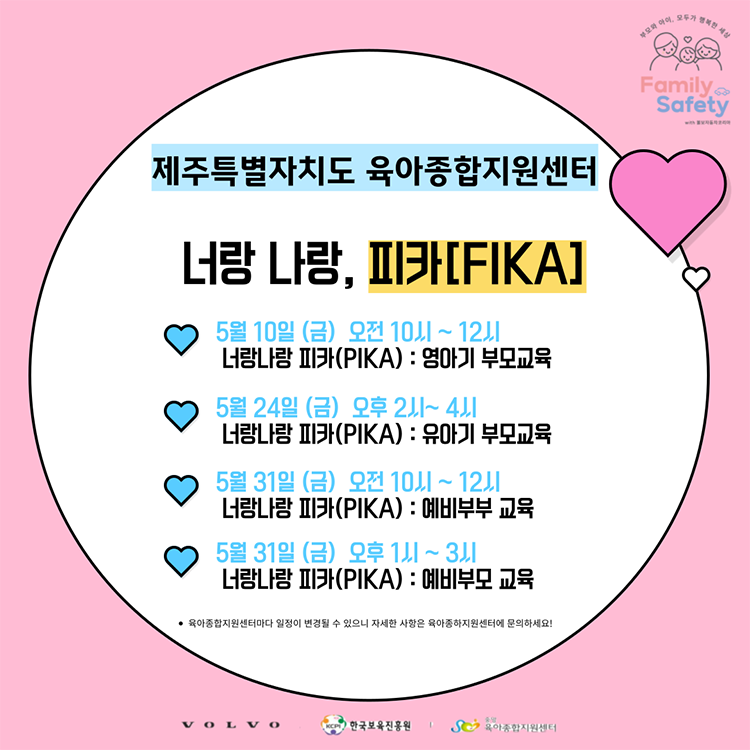 부모와 아이, 모두가 행복한 세상
Family
Safety
with 볼보자동차코리아
제주특별자치도 육아종합지원센터
너랑 나랑, 피카[FIKA]
5월 10일 (금) 오전 10시 ~ 12시
너랑나랑 피카(PIKA) : 영아기 부모교육
5월 24일 (금) 오후 2시~ 4시
너랑나랑 피카(PIKA) : 유아기 부모교육
5월 31일 (금) 오전 10시 ~ 12시
너랑나랑 피카(PIKA) : 예비부부 교육
5월 31일 (금) 오후 1시 ~ 3시
너랑나랑 피카(PIKA) : 예비부모 교육
• 육아종합지원센터마다 일정이 변경될 수 있으니 자세한 사항은 육아종하지원센터에 문의하세요!
VOLVO KCPI 한국보육진흥원 | 중앙 육아종합지원센터